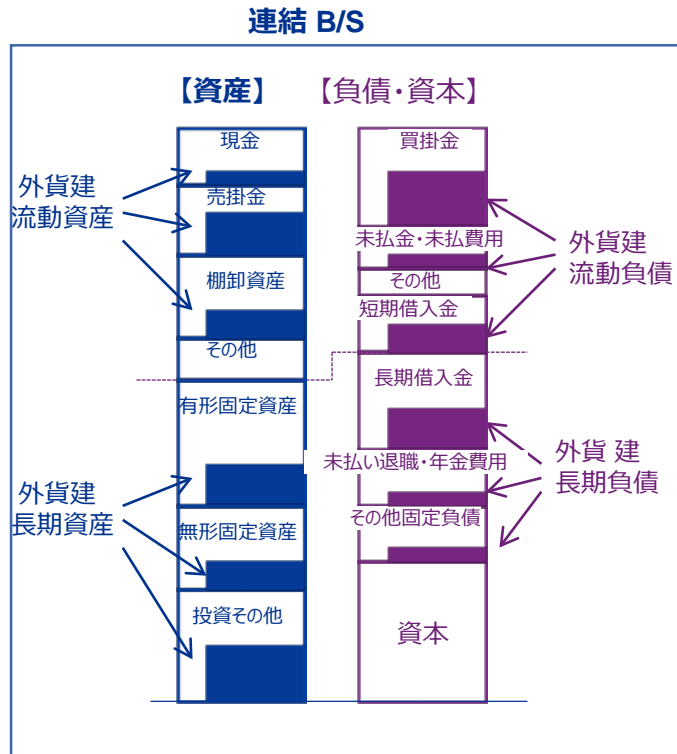 連結 B/S
【資産】
【負債・資本】
現金
売掛金
棚卸資産
その他
有形固定資産
無形固定資産
投資その他
外貨建
流動資産
外貨建
長期資産
買掛金
未払金・未払費用
その他
短期借入金
長期借入金
未払い退職・年金費用
その他固定負債
資本
外貨建
流動負債
外貨 建
長期負債